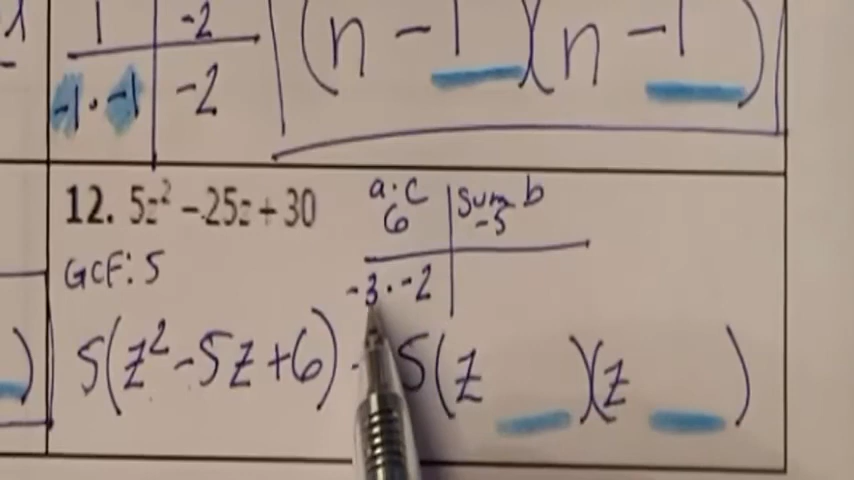 1 | -2
-1 · -1 | -2
(n - 1)(n - 1)
12. 5z² - 25z + 30
a·c | Sum b
6 | -5
GCF: 5
-3 · -2
5(z² - 5z + 6) 5(z )(z )